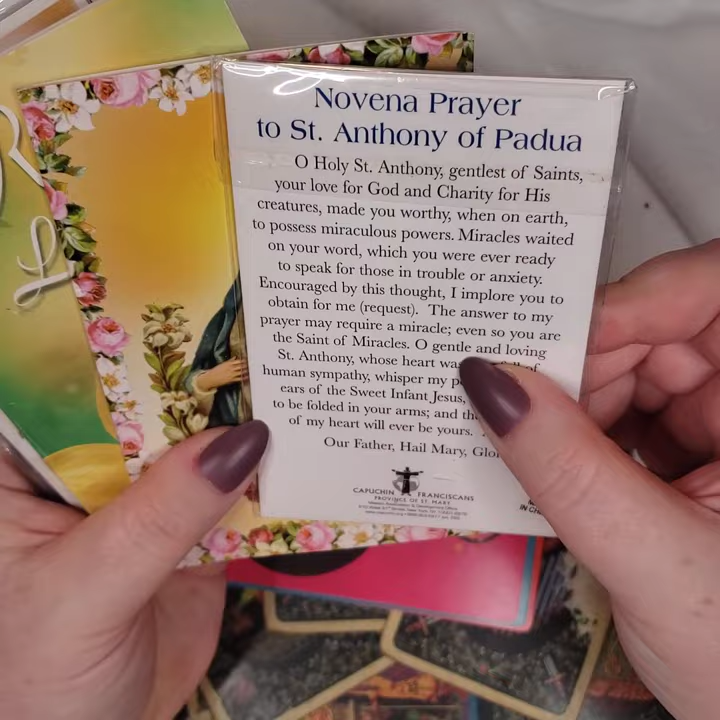 Novena Prayer
to St. Anthony of Padua
O Holy St. Anthony, gentlest of Saints,
your love for God and Charity for His
creatures, made you worthy, when on earth,
to possess miraculous powers. Miracles waited
on your word, which you were ever ready
to speak for those in trouble or anxiety.
Encouraged by this thought, I implore you to
obtain for me (request). The answer to my
prayer may require a miracle; even so you are
the Saint of Miracles. O gentle and loving
St. Anthony, whose heart was of
human sympathy, whisper my
ears of the Sweet Infant Jesus,
to be folded in your arms; and
of my heart will ever be yours.
Our Father, Hail Mary,
CAPUCHIN FRANCISCANS
PROVINCE OF ST. MARY